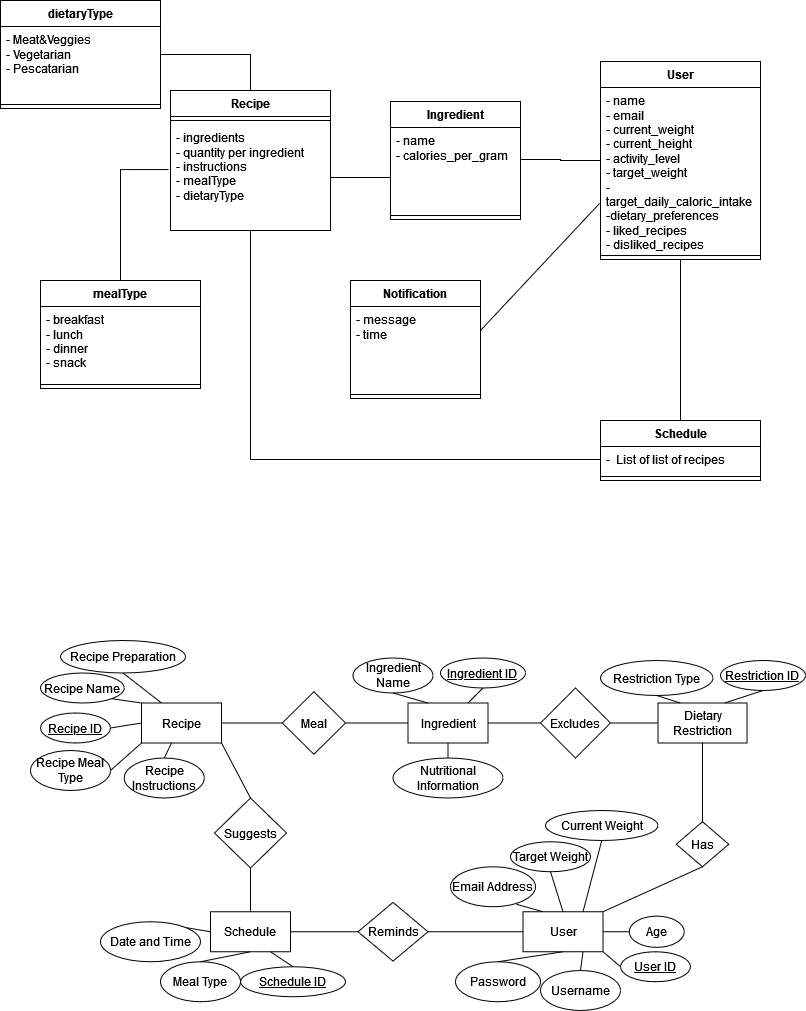 dietaryType
- Meat&Veggies
- Vegetarian
- Pescatarian
Recipe
- ingredients
- quantity per ingredient
- instructions
- mealType
- dietaryType
Ingredient
- name
- calories_per_gram
User
- name
- email
- current_weight
- current_height
- activity_level
- target_weight
-
target_daily_caloric_intake
-dietary_preferences
- liked_recipes
- disliked_recipes
mealType
- breakfast
- lunch
- dinner
- snack
Notification
- message
- time
Schedule
- List of list of recipes
Recipe Preparation
Recipe Name
Recipe ID
Recipe Meal
Type
Recipe
Instructions
Recipe
Meal
Ingredient
Name
Ingredient ID
Ingredient
Nutritional
Information
Excludes
Restriction Type
Restriction ID
Dietary
Restriction
Suggests
Has
Current Weight
Target Weight
Email Address
Schedule
Reminds
User
Age
User ID
Date and Time
Meal Type
Schedule ID
Password
Username